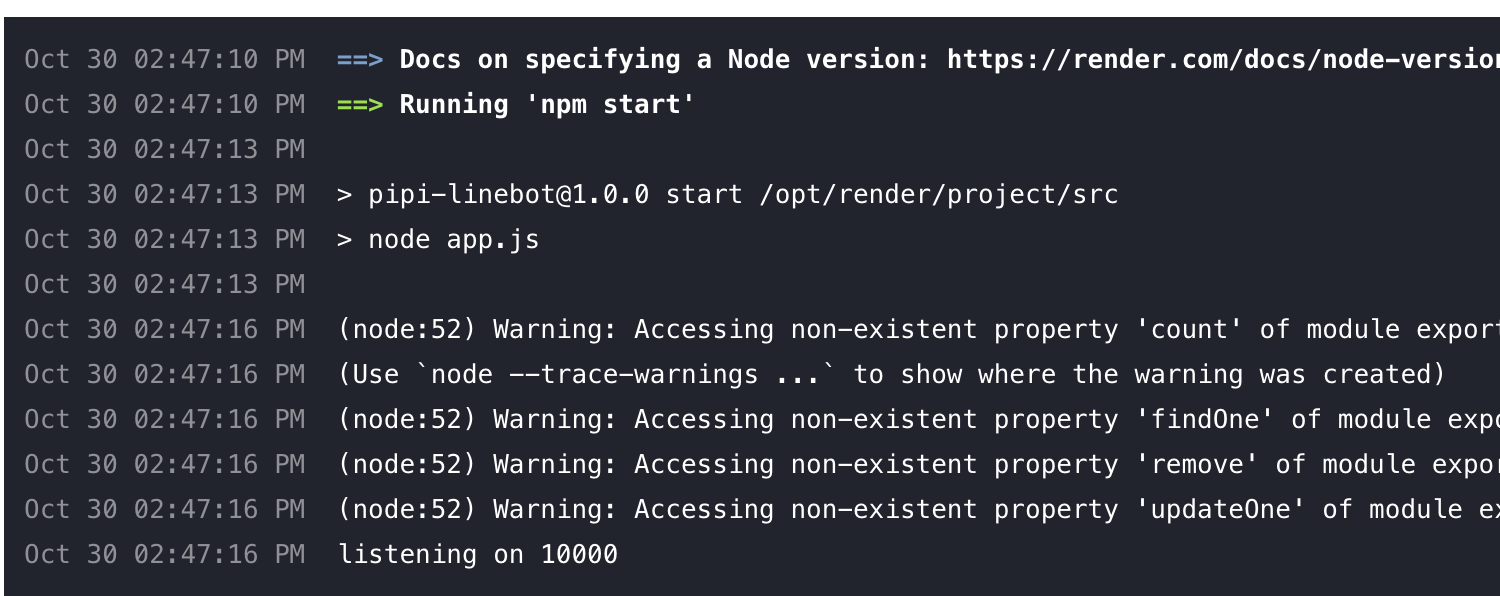 Oct 30 02:47:10 PM ==> Docs on specifying a Node version: https://render.com/docs/node-version
Oct 30 02:47:10 PM ==> Running 'npm start'
Oct 30 02:47:13 PM
Oct 30 02:47:13 PM > pipi-linebot@1.0.0 start /opt/render/project/src
Oct 30 02:47:13 PM > node app.js
Oct 30 02:47:13 PM
Oct 30 02:47:16 PM (node:52) Warning: Accessing non-existent property 'count' of module export
Oct 30 02:47:16 PM (Use `node --trace-warnings ...` to show where the warning was created)
Oct 30 02:47:16 PM (node:52) Warning: Accessing non-existent property 'findOne' of module expo
Oct 30 02:47:16 PM (node:52) Warning: Accessing non-existent property 'remove' of module expor
Oct 30 02:47:16 PM (node:52) Warning: Accessing non-existent property 'updateOne' of module ex
Oct 30 02:47:16 PM listening on 10000